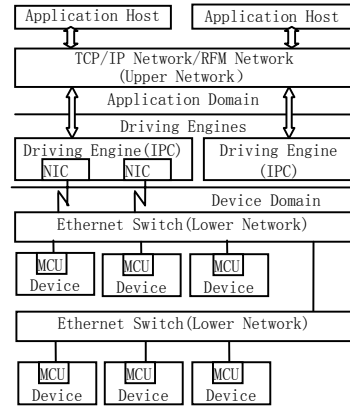 Application Host Application Host
TCP/IP Network/RFM Network
(Upper Network)
Application Domain
Driving Engines
Driving Engine(IPC) Driving Engine
NIC NIC (IPC)
Device Domain
Ethernet Switch(Lower Network)
MCU MCU MCU
Device Device Device
Ethernet Switch(Lower Network)
MCU MCU MCU
Device Device Device